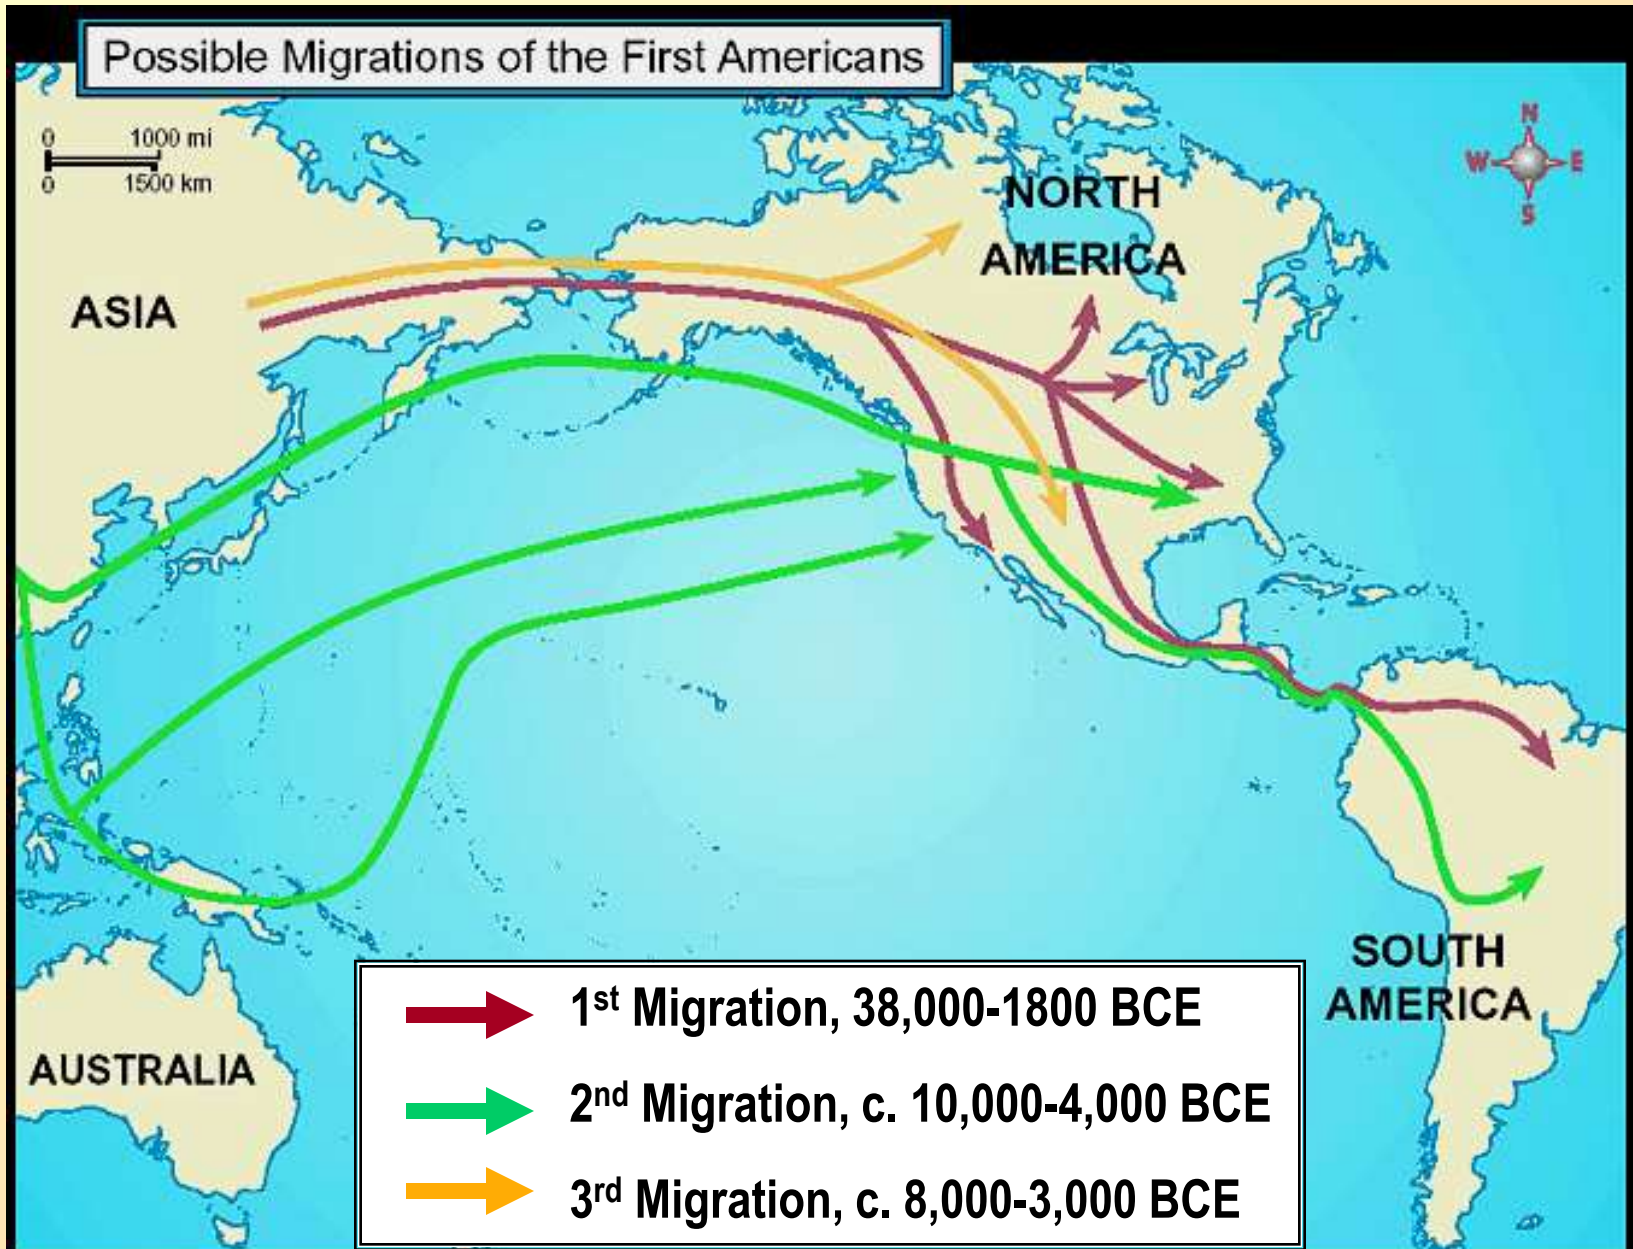 Possible Migrations of the First Americans
0 1000 mi
0 1500 km
N
W E
S
NORTH
AMERICA
ASIA
SOUTH
AMERICA
AUSTRALIA
1st Migration, 38,000-1800 BCE
2nd Migration, c. 10,000-4,000 BCE
3rd Migration, c. 8,000-3,000 BCE